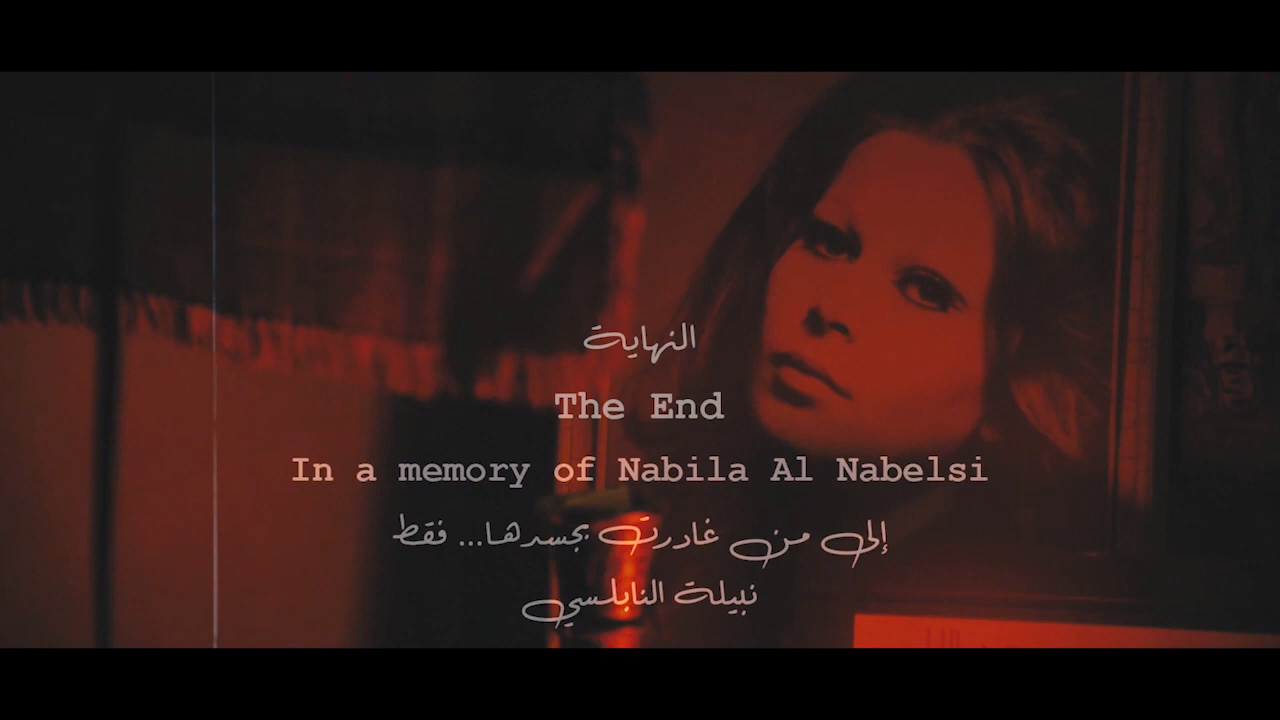 النهاية
The End
In a memory of Nabila Al Nabelsi
إلى من غادرت بجسدها... فقط
نبيلة النابلسي